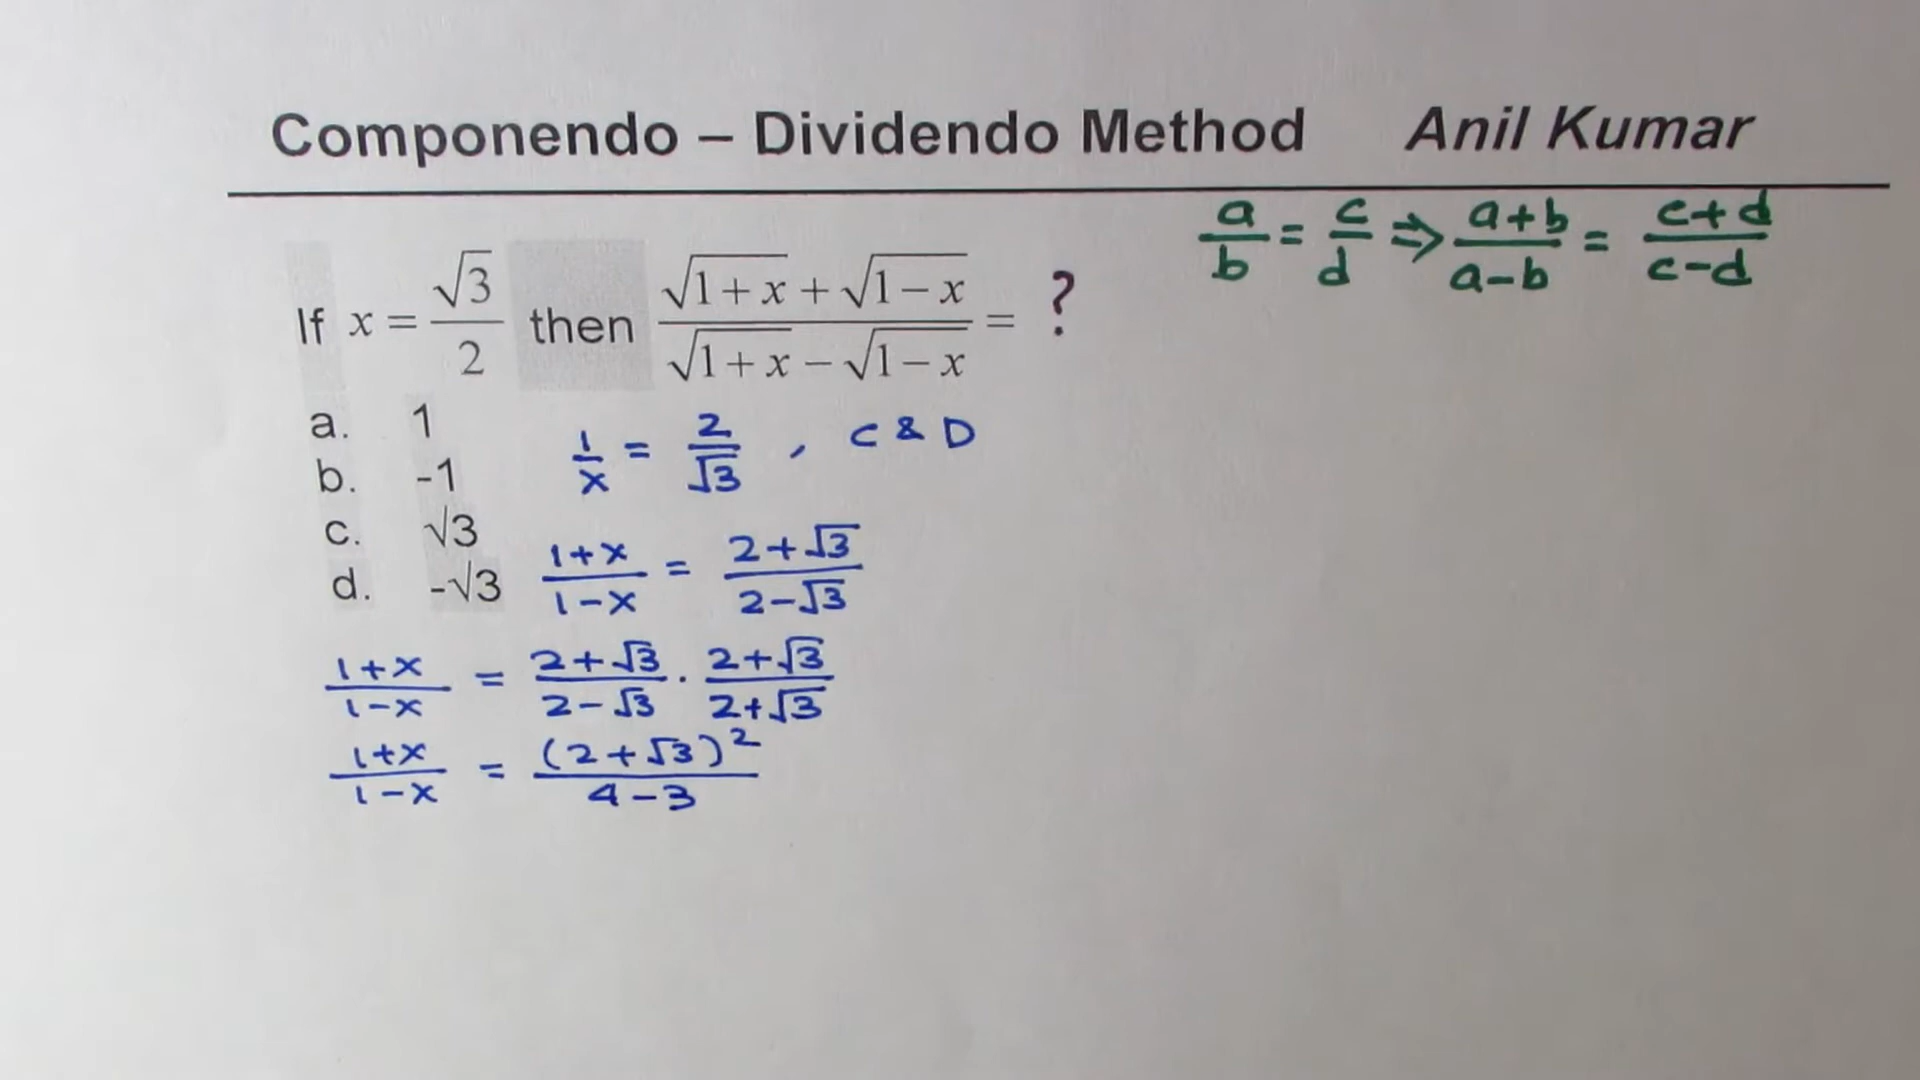 Componendo – Dividendo Method Anil Kumar
a/b = c/d ⇒ (a+b)/(a-b) = (c+d)/(c-d)
If x = √3/2 then (√(1+x) + √(1−x))/(√(1+x) − √(1−x)) = ?
a. 1
b. -1
c. √3
d. -√3
1/x = 2/√3 , C & D
(1+x)/(1-x) = (2+√3)/(2-√3)
(1+x)/(1-x) = (2+√3)/(2-√3) · (2+√3)/(2+√3)
(1+x)/(1-x) = (2+√3)²/(4-3)